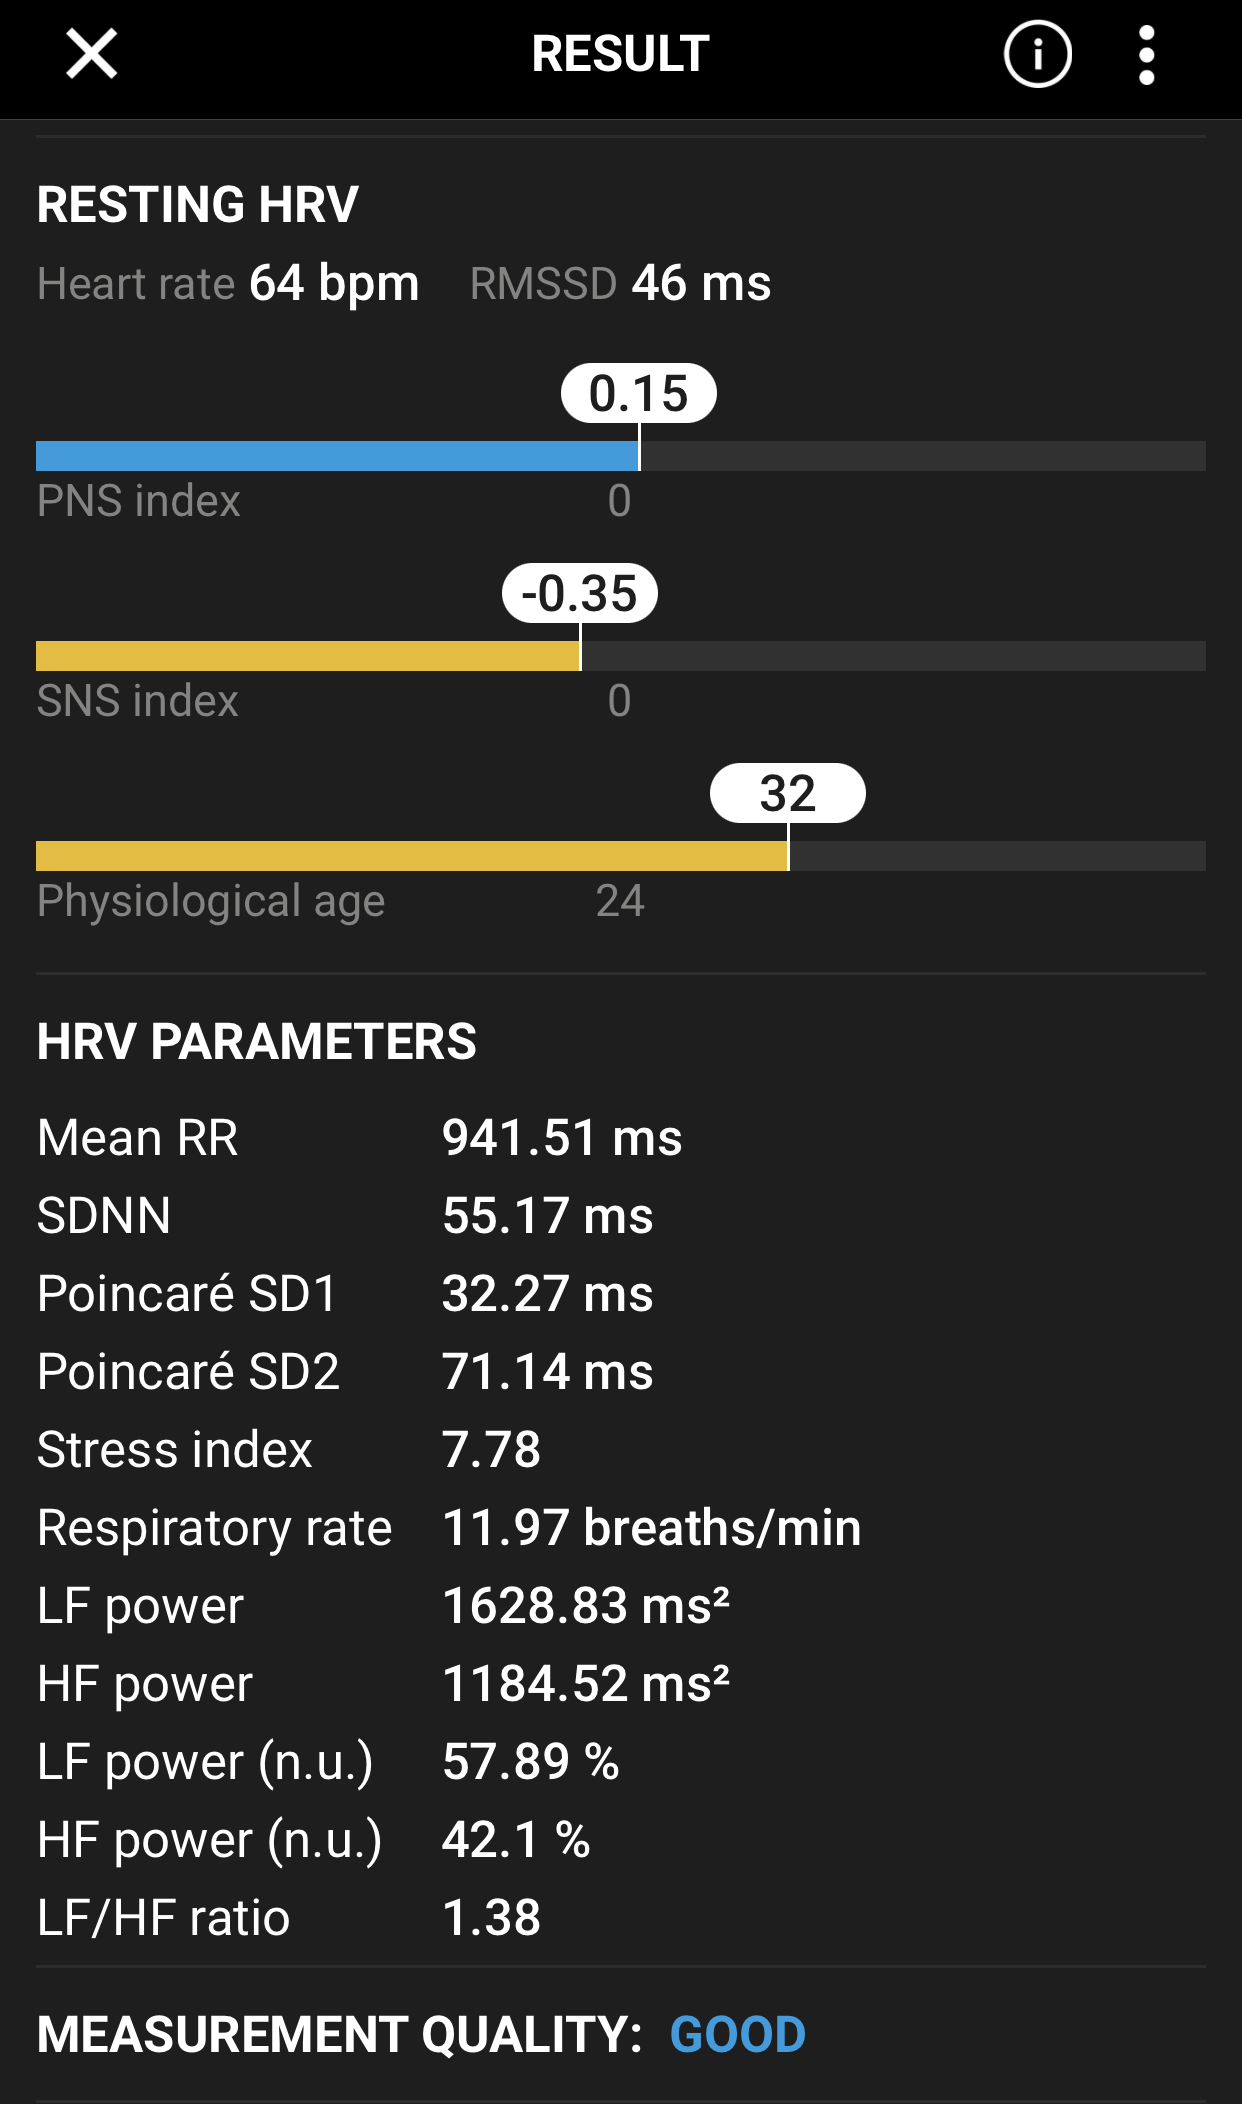 RESULT
RESTING HRV
Heart rate 64 bpm RMSSD 46 ms
0.15
PNS index 0
-0.35
SNS index 0
32
Physiological age 24
HRV PARAMETERS
Mean RR 941.51 ms
SDNN 55.17 ms
Poincaré SD1 32.27 ms
Poincaré SD2 71.14 ms
Stress index 7.78
Respiratory rate 11.97 breaths/min
LF power 1628.83 ms²
HF power 1184.52 ms²
LF power (n.u.) 57.89 %
HF power (n.u.) 42.1 %
LF/HF ratio 1.38
MEASUREMENT QUALITY: GOOD